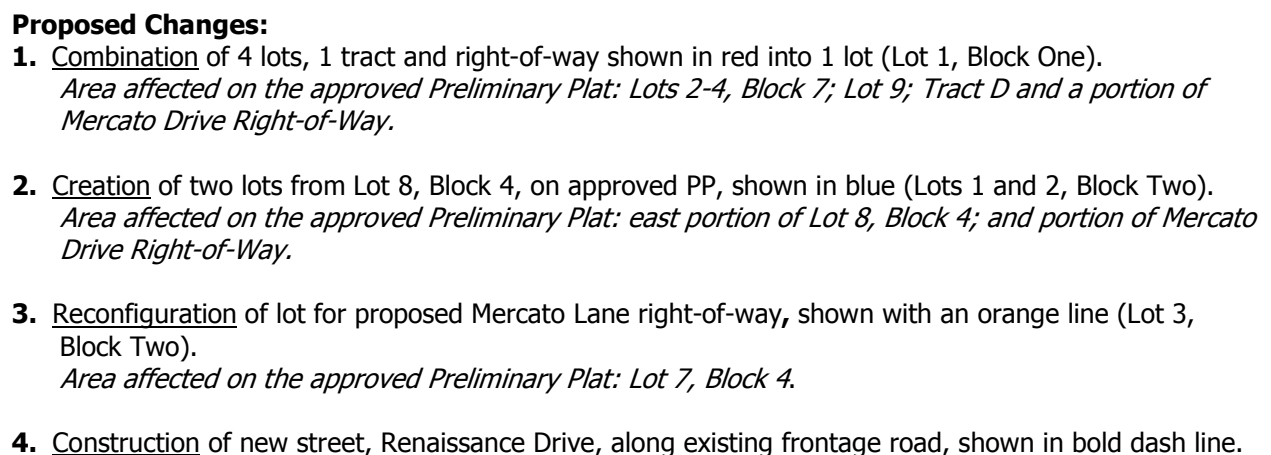 Proposed Changes:
1. Combination of 4 lots, 1 tract and right-of-way shown in red into 1 lot (Lot 1, Block One).
Area affected on the approved Preliminary Plat: Lots 2-4, Block 7; Lot 9; Tract D and a portion of
Mercato Drive Right-of-Way.
2. Creation of two lots from Lot 8, Block 4, on approved PP, shown in blue (Lots 1 and 2, Block Two).
Area affected on the approved Preliminary Plat: east portion of Lot 8, Block 4; and portion of Mercato
Drive Right-of-Way.
3. Reconfiguration of lot for proposed Mercato Lane right-of-way, shown with an orange line (Lot 3,
Block Two).
Area affected on the approved Preliminary Plat: Lot 7, Block 4.
4. Construction of new street, Renaissance Drive, along existing frontage road, shown in bold dash line.